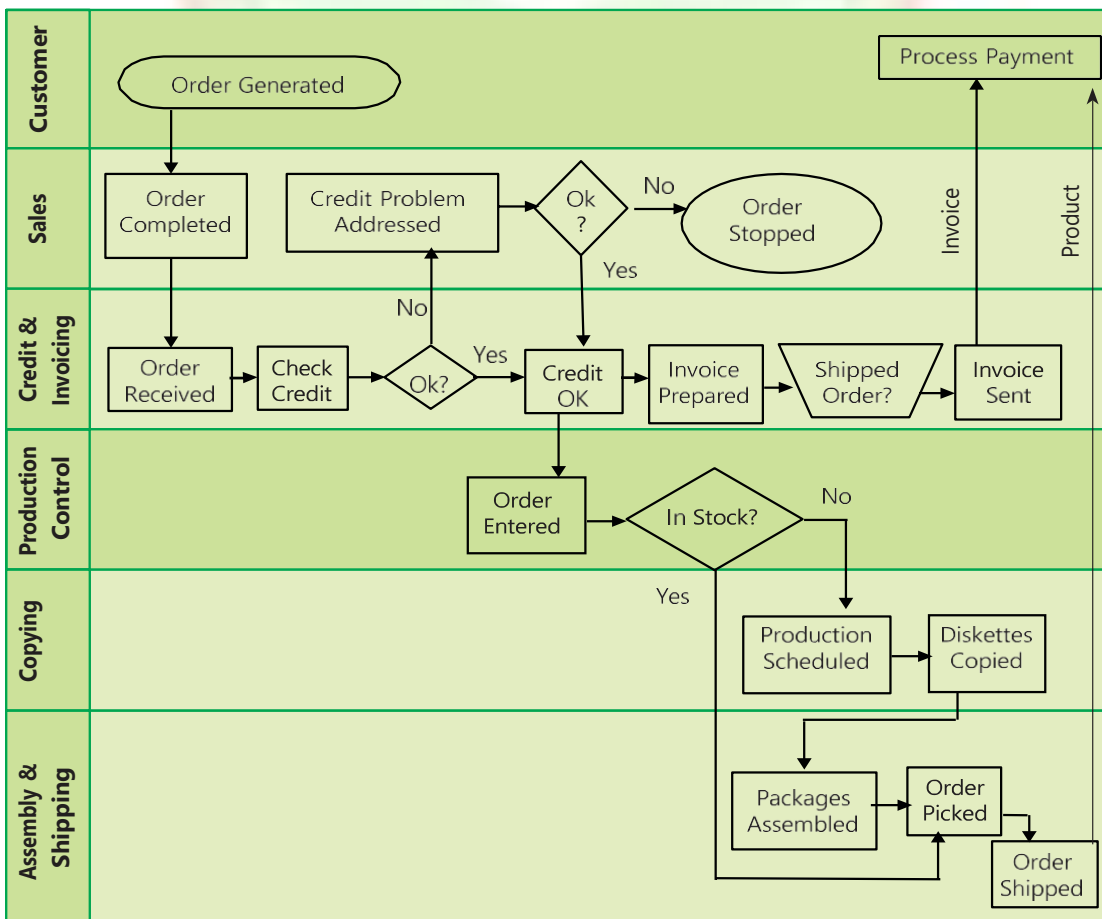 Customer
Order Generated
Process Payment
Sales
Order
Completed
Credit Problem
Addressed
Ok
?
No
Order
Stopped
Yes
Invoice
Product
Credit &
Invoicing
Order
Received
Check
Credit
Ok?
No
Yes
Credit
OK
Invoice
Prepared
Shipped
Order?
Invoice
Sent
Production
Control
Order
Entered
In Stock?
No
Yes
Copying
Production
Scheduled
Diskettes
Copied
Assembly &
Shipping
Packages
Assembled
Order
Picked
Order
Shipped